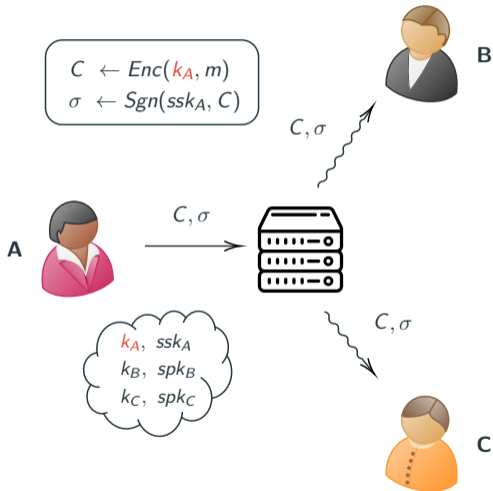 B
C ← Enc(k_A, m)
σ ← Sgn(ssk_A, C)
C, σ
C, σ
A
C, σ
k_A, ssk_A
k_B, spk_B
k_C, spk_C
C